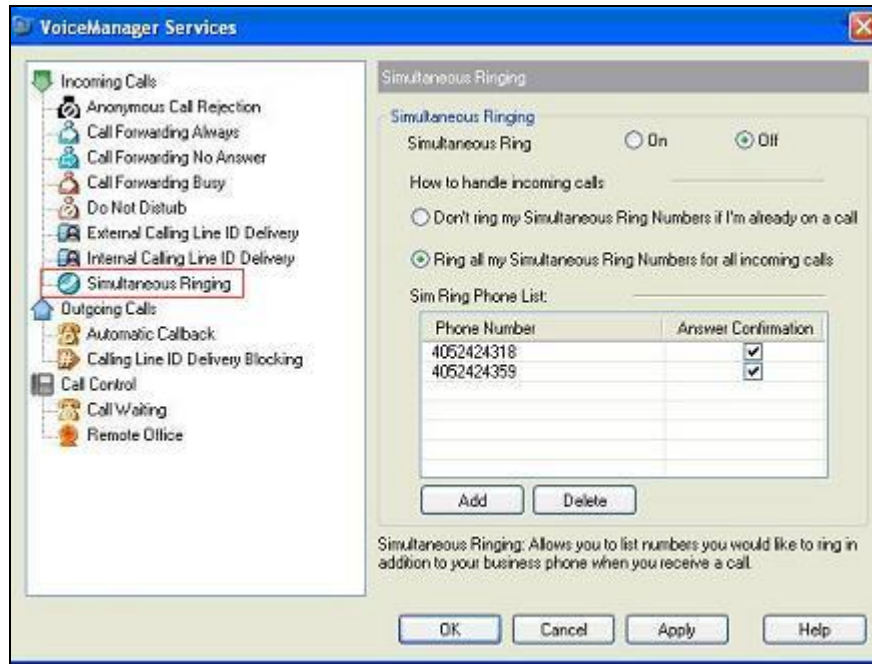 VoiceManager Services
Incoming Calls
Anonymous Call Rejection
Call Forwarding Always
Call Forwarding No Answer
Call Forwarding Busy
Do Not Disturb
External Calling Line ID Delivery
Internal Calling Line ID Delivery
Simultaneous Ringing
Outgoing Calls
Automatic Callback
Calling Line ID Delivery Blocking
Call Control
Call Waiting
Remote Office
Simultaneous Ringing
Simultaneous Ringing
Simultaneous Ring On Off
How to handle incoming calls
Don't ring my Simultaneous Ring Numbers if I'm already on a call
Ring all my Simultaneous Ring Numbers for all incoming calls
Sim Ring Phone List:
Phone Number Answer Confirmation
4052424318
4052424359
Add Delete
Simultaneous Ringing: Allows you to list numbers you would like to ring in
addition to your business phone when you receive a call.
OK Cancel Apply Help